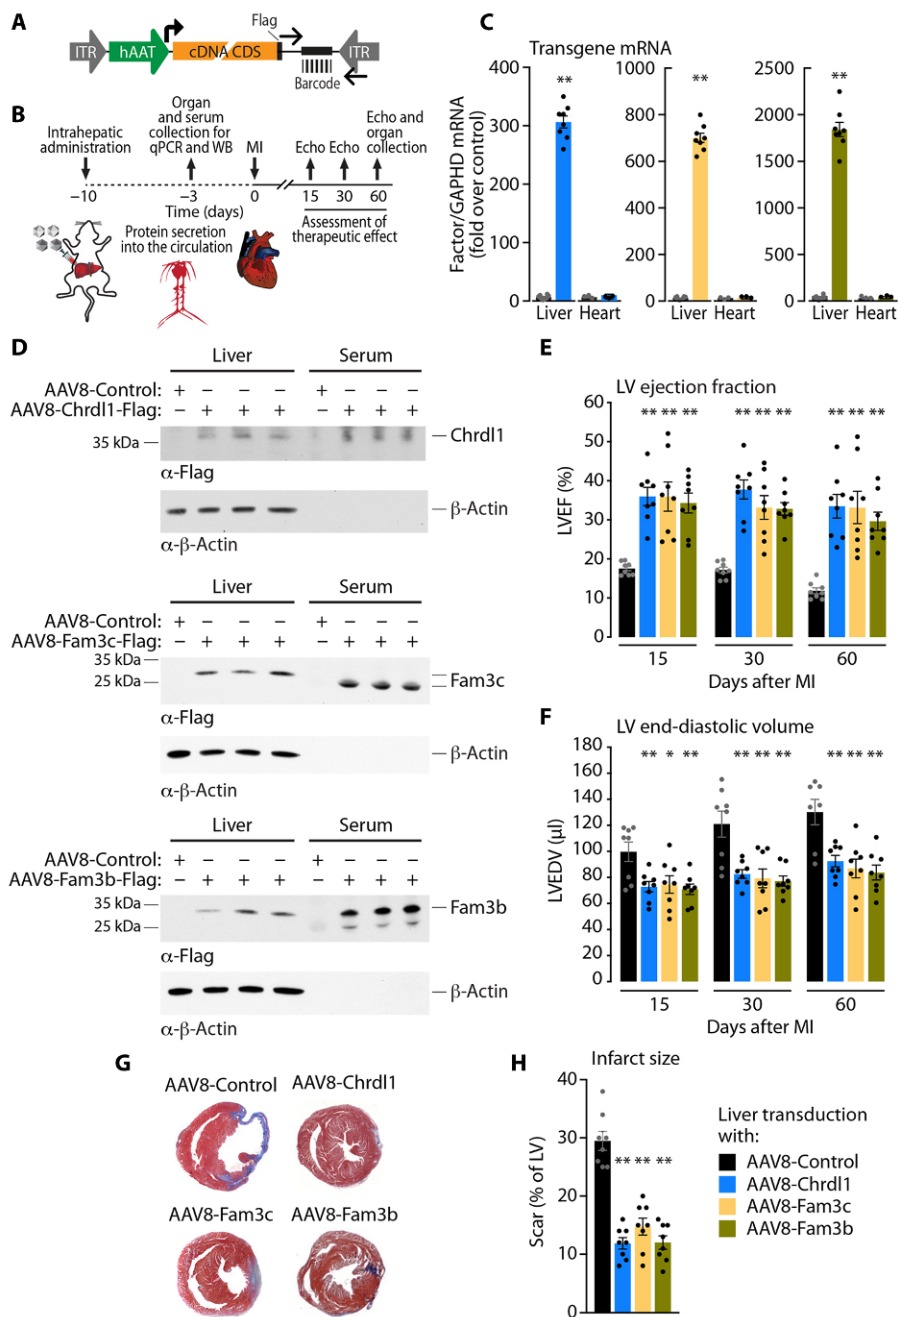 A
Flag
ITR
hAAT
cDNA CDS
ITR
Barcode
B
Intrahepatic
administration
Organ
and serum
collection for
qPCR and WB
MI
Echo
Echo
Echo and
organ
collection
−10
−3
0
15
30
60
Time (days)
Protein secretion
into the circulation
Assessment of
therapeutic effect
C
Transgene mRNA
Factor/GAPHD mRNA
(fold over control)
400
300
200
100
0
**
Liver Heart
1000
800
600
400
200
0
**
Liver Heart
2500
2000
1500
1000
500
0
**
Liver Heart
D
Liver Serum
AAV8-Control: + − − − + − − −
AAV8-Chrdl1-Flag: − + + + − + + +
35 kDa
Chrdl1
α-Flag
β-Actin
α-β-Actin
Liver Serum
AAV8-Control: + − − − + − − −
AAV8-Fam3c-Flag: − + + + − + + +
35 kDa
25 kDa
Fam3c
α-Flag
β-Actin
α-β-Actin
Liver Serum
AAV8-Control: + − − − + − − −
AAV8-Fam3b-Flag: − + + + − + + +
35 kDa
25 kDa
Fam3b
α-Flag
β-Actin
α-β-Actin
E
LV ejection fraction
LVEF (%)
60
50
40
30
20
10
0
** ** ** ** ** ** ** ** **
15 30 60
Days after MI
F
LV end-diastolic volume
LVEDV (µl)
180
160
140
120
100
80
60
40
20
0
** * ** ** ** ** ** ** **
15 30 60
Days after MI
G
AAV8-Control
AAV8-Chrdl1
AAV8-Fam3c
AAV8-Fam3b
H
Infarct size
Scar (% of LV)
40
30
20
10
0
** ** **
Liver transduction
with:
AAV8-Control
AAV8-Chrdl1
AAV8-Fam3c
AAV8-Fam3b